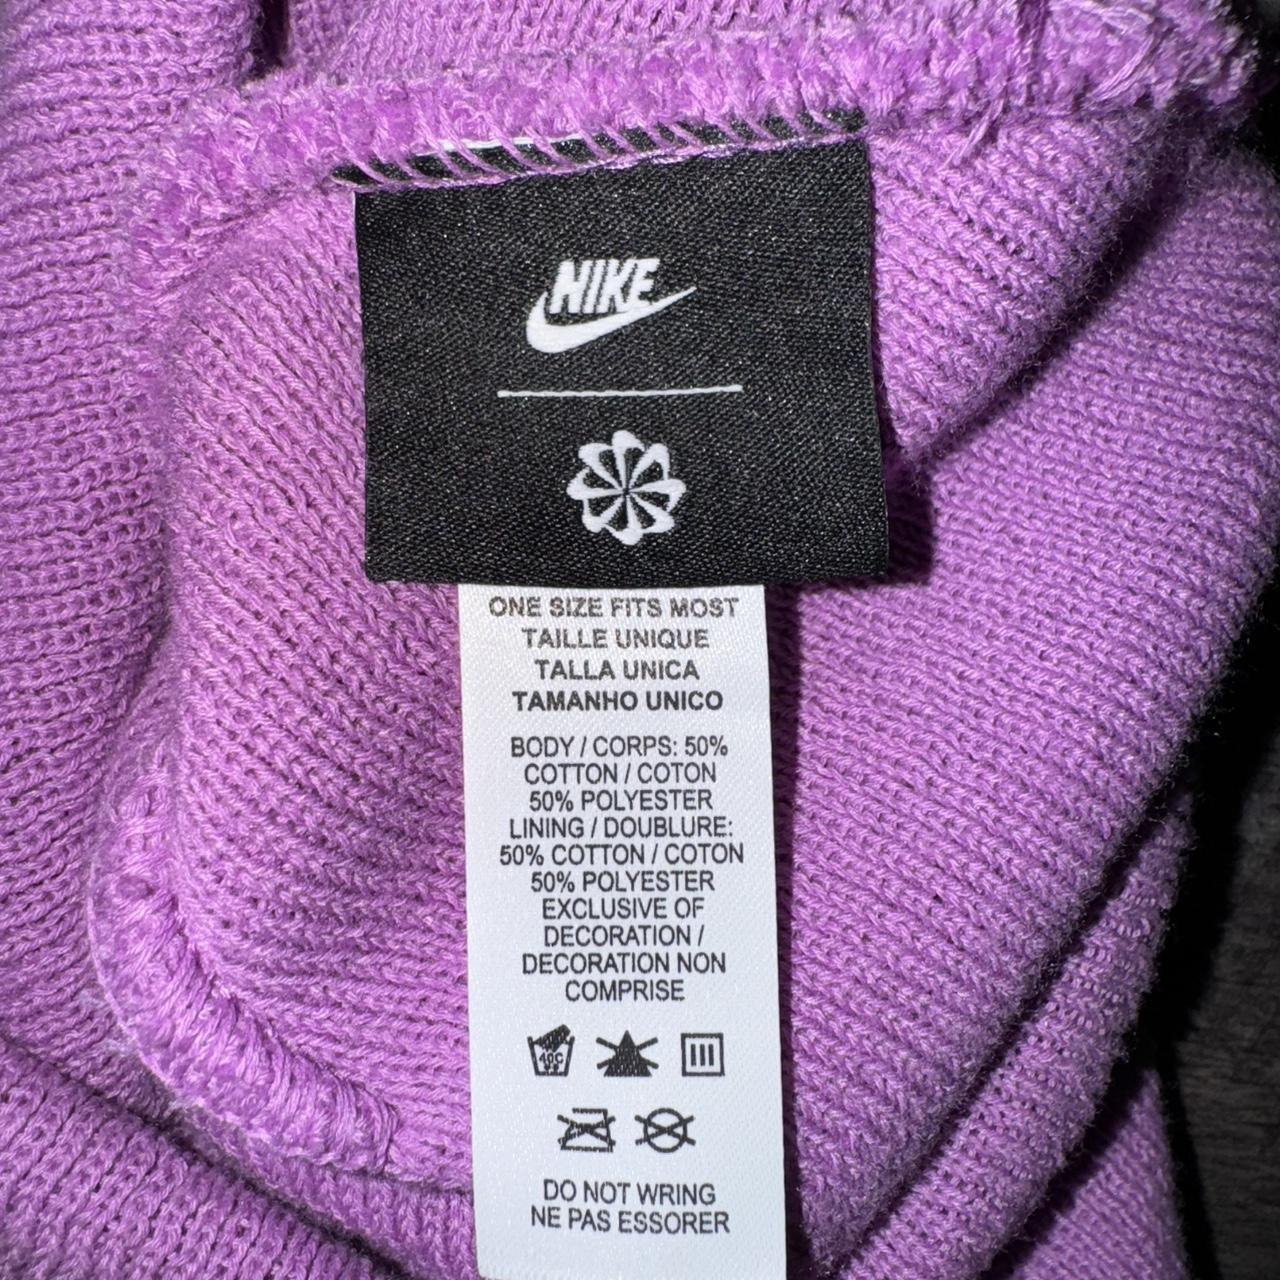 NIKE
ONE SIZE FITS MOST
TAILLE UNIQUE
TALLA UNICA
TAMANHO UNICO
BODY / CORPS: 50%
COTTON / COTON
50% POLYESTER
LINING / DOUBLURE:
50% COTTON / COTON
50% POLYESTER
EXCLUSIVE OF
DECORATION /
DECORATION NON
COMPRISE
40C
DO NOT WRING
NE PAS ESSORER